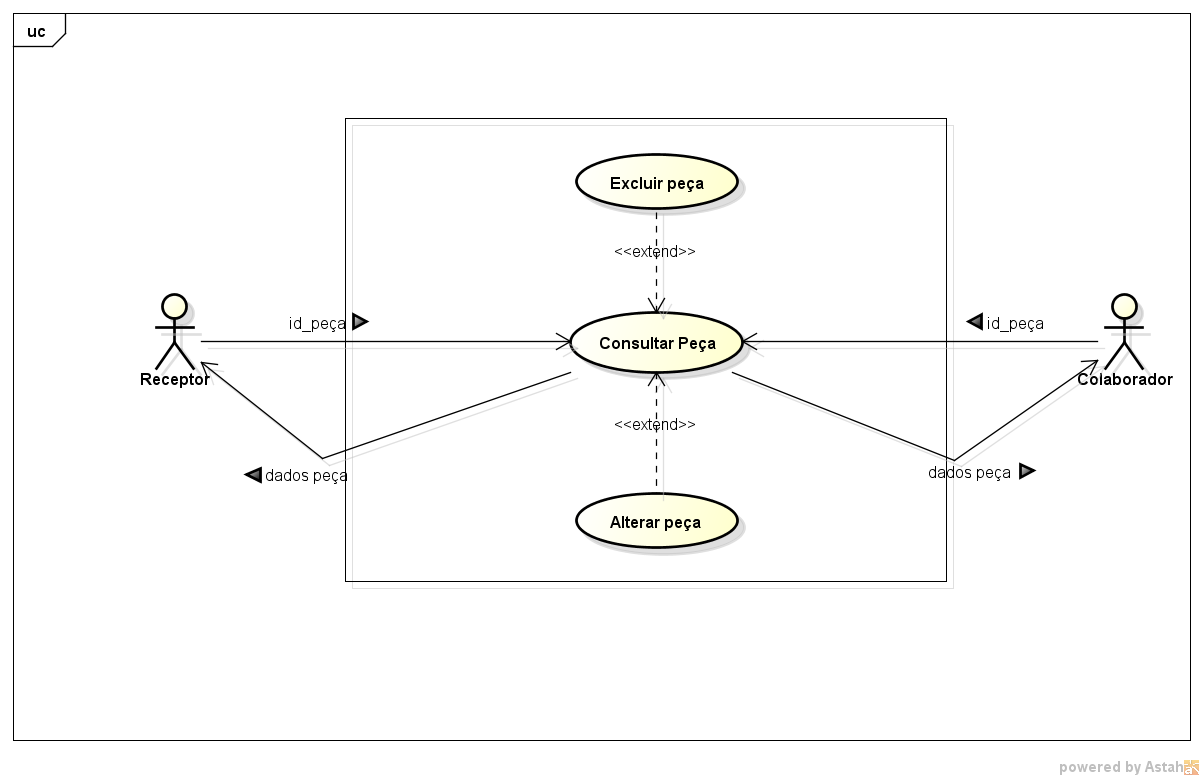 uc
Excluir peça
<<extend>>
id_peça
id_peça
Consultar Peça
Receptor
Colaborador
<<extend>>
dados peça
dados peça
Alterar peça
powered by Astah